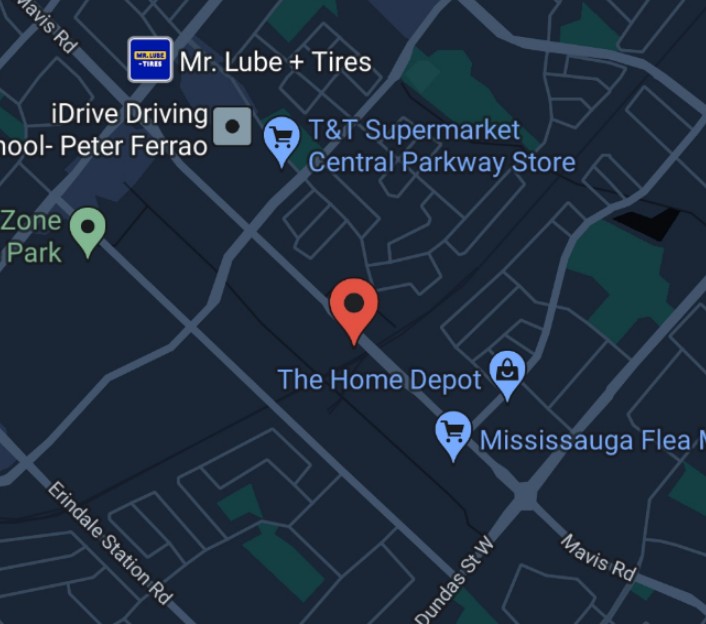 Mavis Rd
MR. LUBE
+TIRES
Mr. Lube + Tires
iDrive Driving
hool- Peter Ferrao
T&T Supermarket
Central Parkway Store
Zone
Park
The Home Depot
Mississauga Flea M
Erindale Station Rd
Dundas St W
Mavis Rd